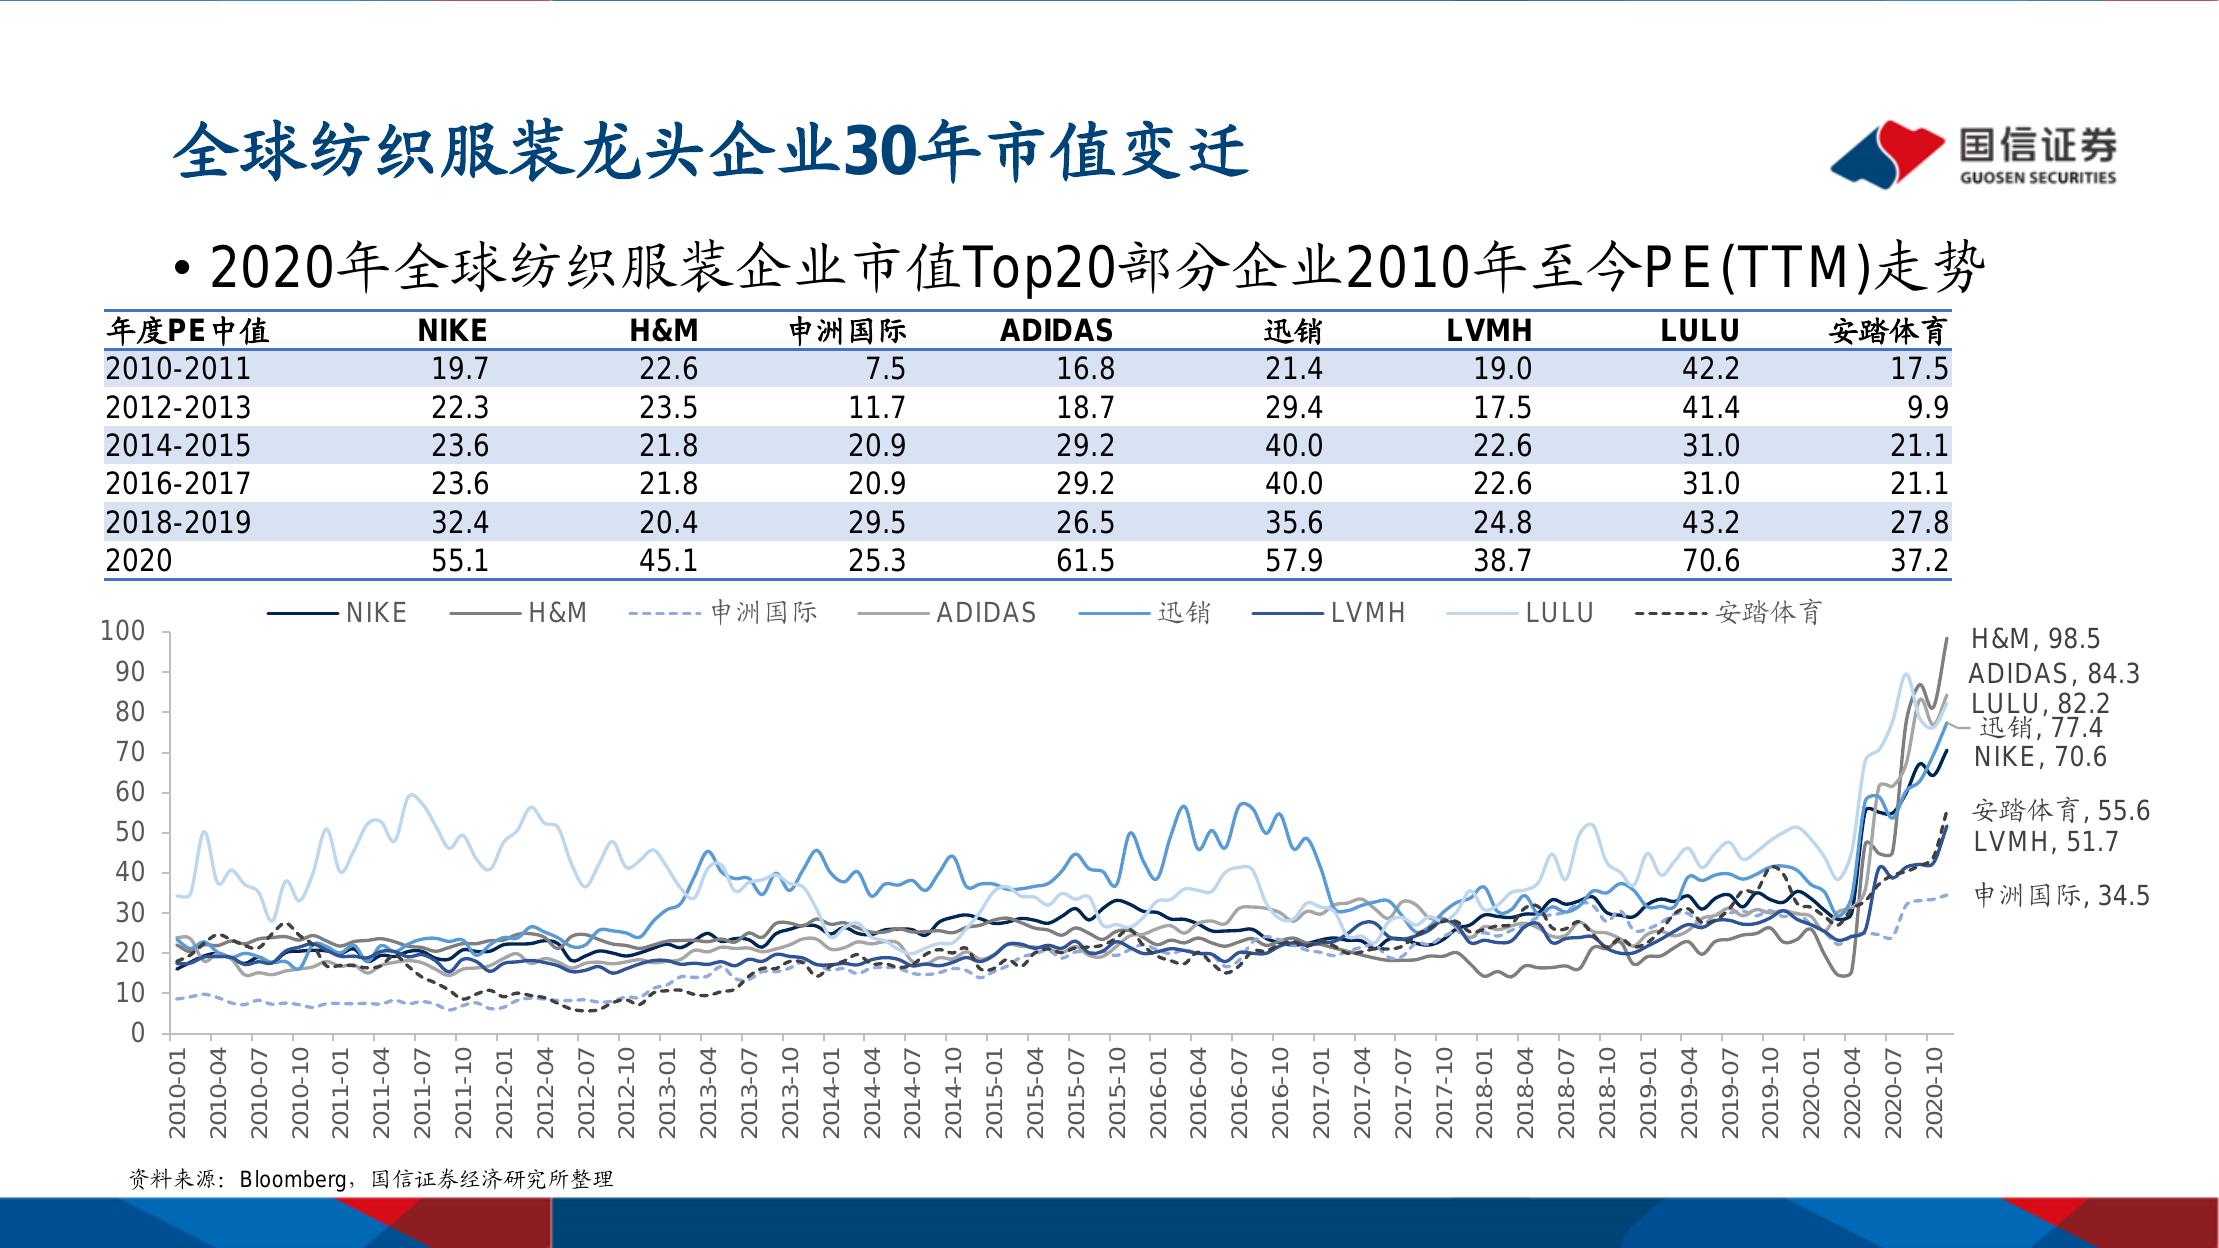 全球纺织服装龙头企业30年市值变迁
国信证券
GUOSEN SECURITIES
• 2020年全球纺织服装企业市值Top20部分企业2010年至今PE(TTM)走势
年度PE中值 NIKE H&M 申洲国际 ADIDAS 迅销 LVMH LULU 安踏体育
2010-2011 19.7 22.6 7.5 16.8 21.4 19.0 42.2 17.5
2012-2013 22.3 23.5 11.7 18.7 29.4 17.5 41.4 9.9
2014-2015 23.6 21.8 20.9 29.2 40.0 22.6 31.0 21.1
2016-2017 23.6 21.8 20.9 29.2 40.0 22.6 31.0 21.1
2018-2019 32.4 20.4 29.5 26.5 35.6 24.8 43.2 27.8
2020 55.1 45.1 25.3 61.5 57.9 38.7 70.6 37.2
NIKE H&M 申洲国际 ADIDAS 迅销 LVMH LULU 安踏体育
100
90
80
70
60
50
40
30
20
10
0
H&M, 98.5
ADIDAS, 84.3
LULU, 82.2
迅销, 77.4
NIKE, 70.6
安踏体育, 55.6
LVMH, 51.7
申洲国际, 34.5
2010-01 2010-04 2010-07 2010-10 2011-01 2011-04 2011-07 2011-10 2012-01 2012-04 2012-07 2012-10 2013-01 2013-04 2013-07 2013-10 2014-01 2014-04 2014-07 2014-10 2015-01 2015-04 2015-07 2015-10 2016-01 2016-04 2016-07 2016-10 2017-01 2017-04 2017-07 2017-10 2018-01 2018-04 2018-07 2018-10 2019-01 2019-04 2019-07 2019-10 2020-01 2020-04 2020-07 2020-10
资料来源：Bloomberg，国信证券经济研究所整理